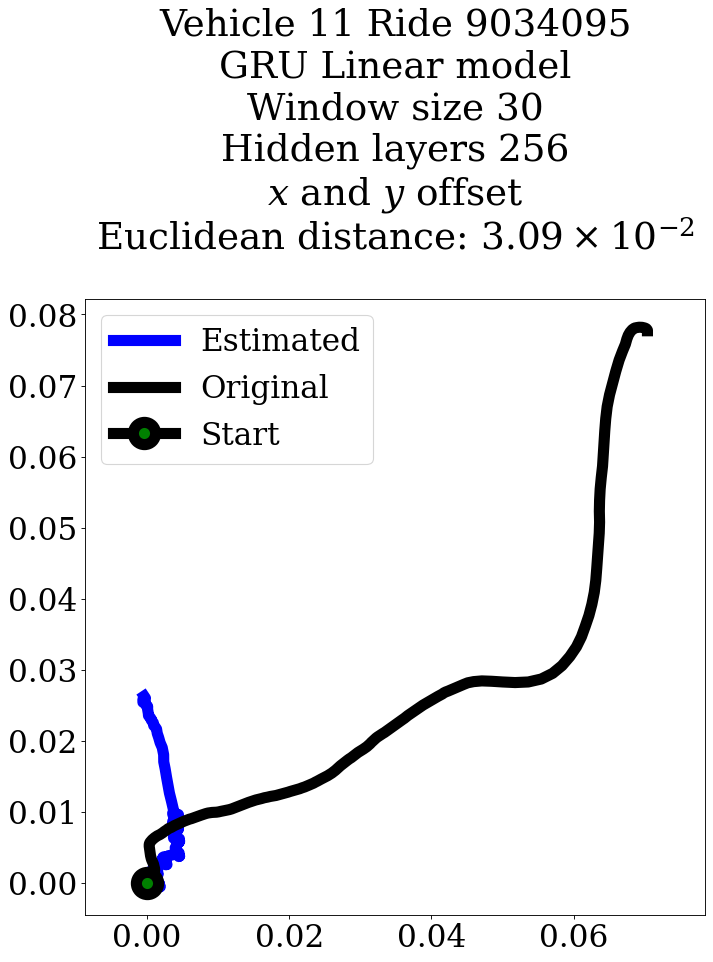 Vehicle 11 Ride 9034095
GRU Linear model
Window size 30
Hidden layers 256
x and y offset
Euclidean distance: 3.09 × 10⁻²
0.08
0.07
0.06
0.05
0.04
0.03
0.02
0.01
0.00
Estimated
Original
Start
0.00 0.02 0.04 0.06